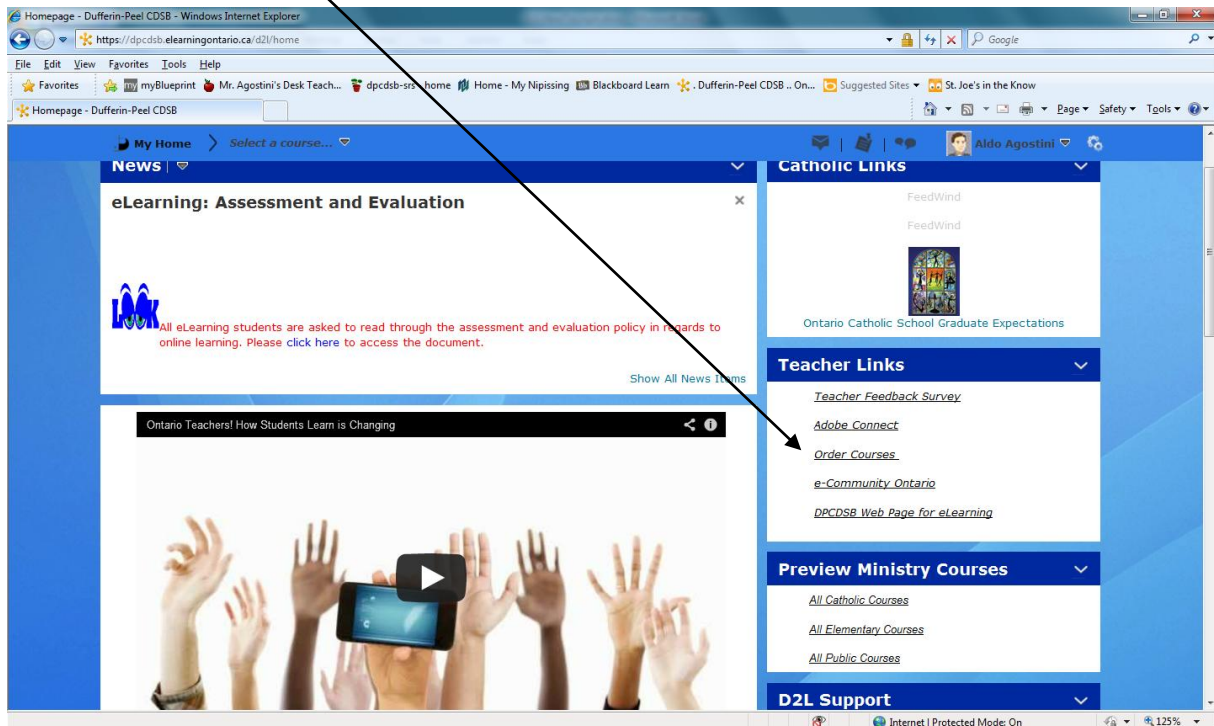 Homepage - Dufferin-Peel CDSB - Windows Internet Explorer
https://dpcdsb.elearningontario.ca/d2l/home
Google
File Edit View Favorites Tools Help
Favorites myBlueprint Mr. Agostini's Desk Teach... dpcdsb-srs - home Home - My Nipissing Blackboard Learn . Dufferin-Peel CDSB .. On... Suggested Sites St. Joe's in the Know
Homepage - Dufferin-Peel CDSB
Page Safety Tools
My Home Select a course... Aldo Agostini
News
eLearning: Assessment and Evaluation
LOOK
All eLearning students are asked to read through the assessment and evaluation policy in regards to
online learning. Please click here to access the document.
Show All News Items
Ontario Teachers! How Students Learn is Changing
Catholic Links
FeedWind
FeedWind
Ontario Catholic School Graduate Expectations
Teacher Links
Teacher Feedback Survey
Adobe Connect
Order Courses
e-Community Ontario
DPCDSB Web Page for eLearning
Preview Ministry Courses
All Catholic Courses
All Elementary Courses
All Public Courses
D2L Support
Internet | Protected Mode: On
125%